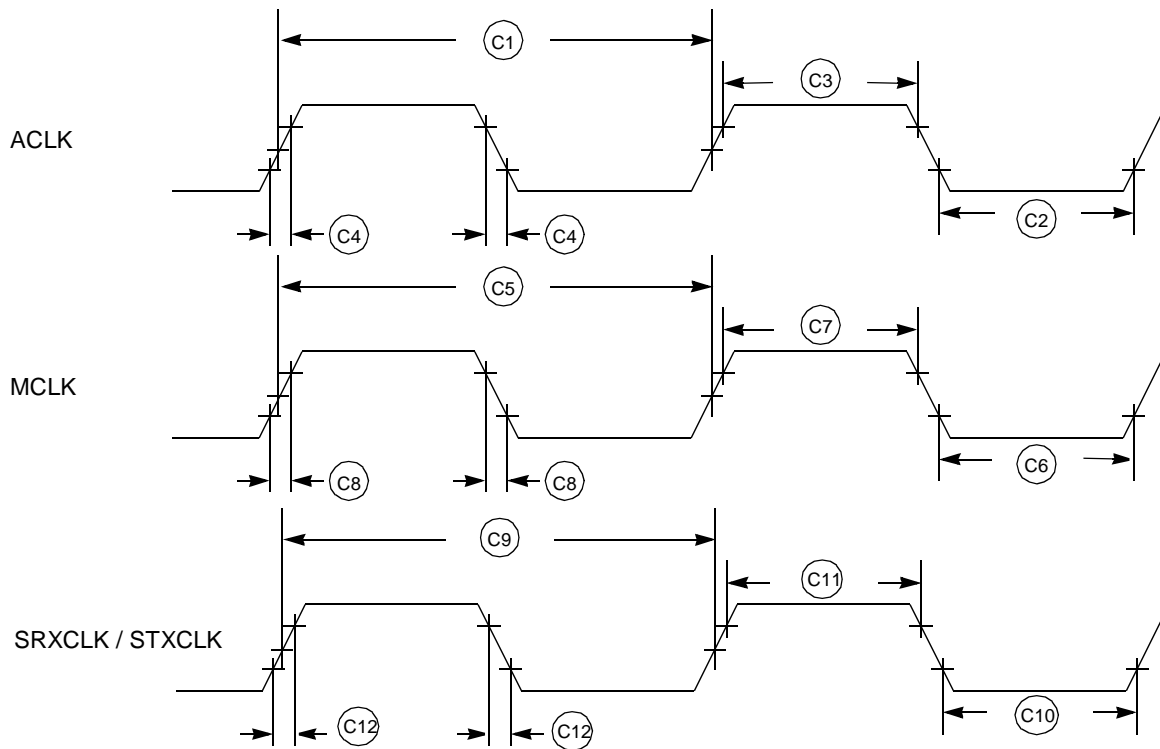 C1
C3
ACLK
C2
C4
C4
C5
C7
MCLK
C6
C8
C8
C9
C11
SRXCLK / STXCLK
C10
C12
C12